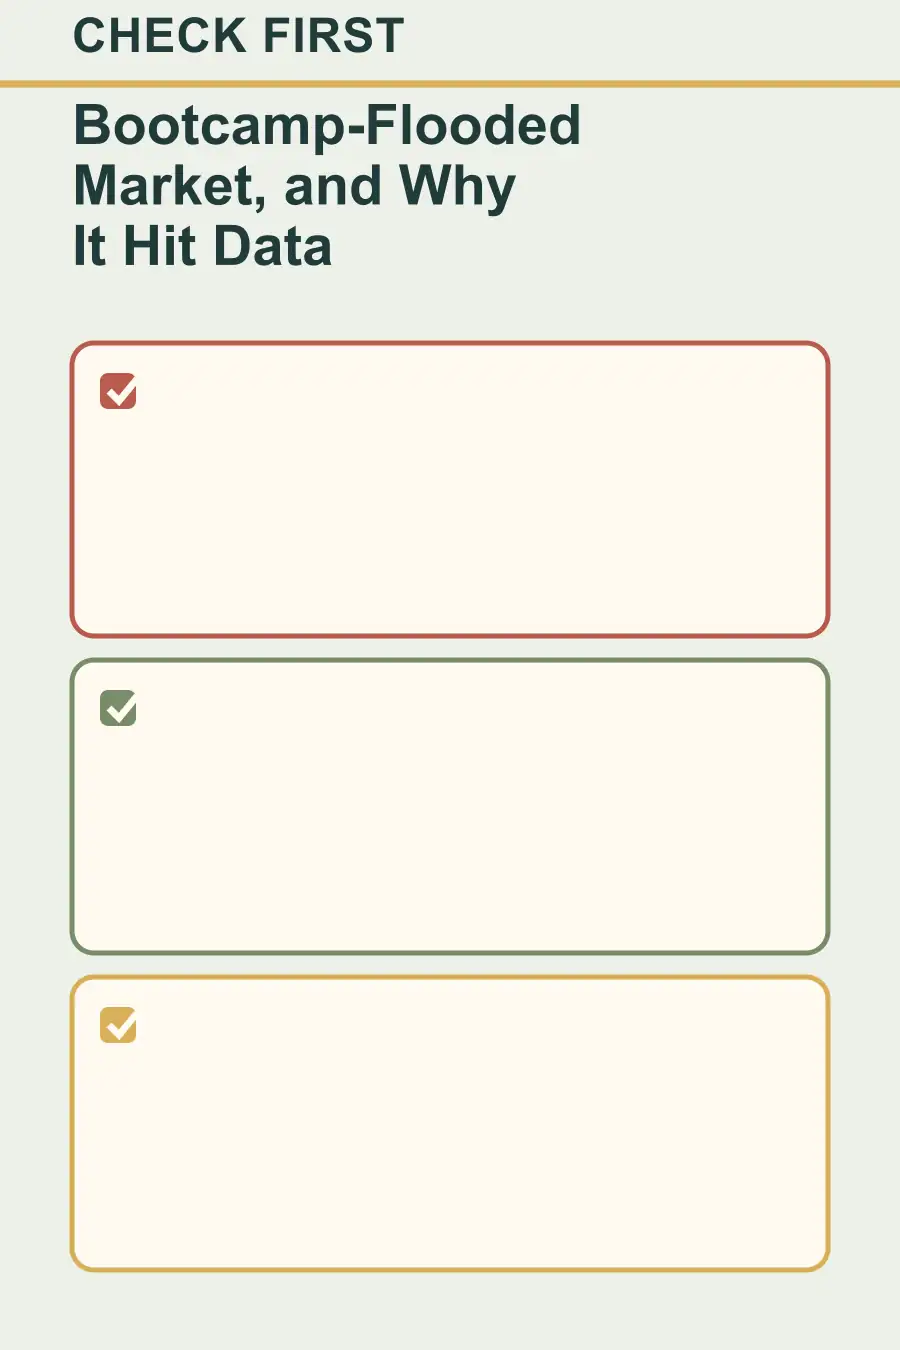 CHECK FIRST
Bootcamp-Flooded
Market, and Why
It Hit Data